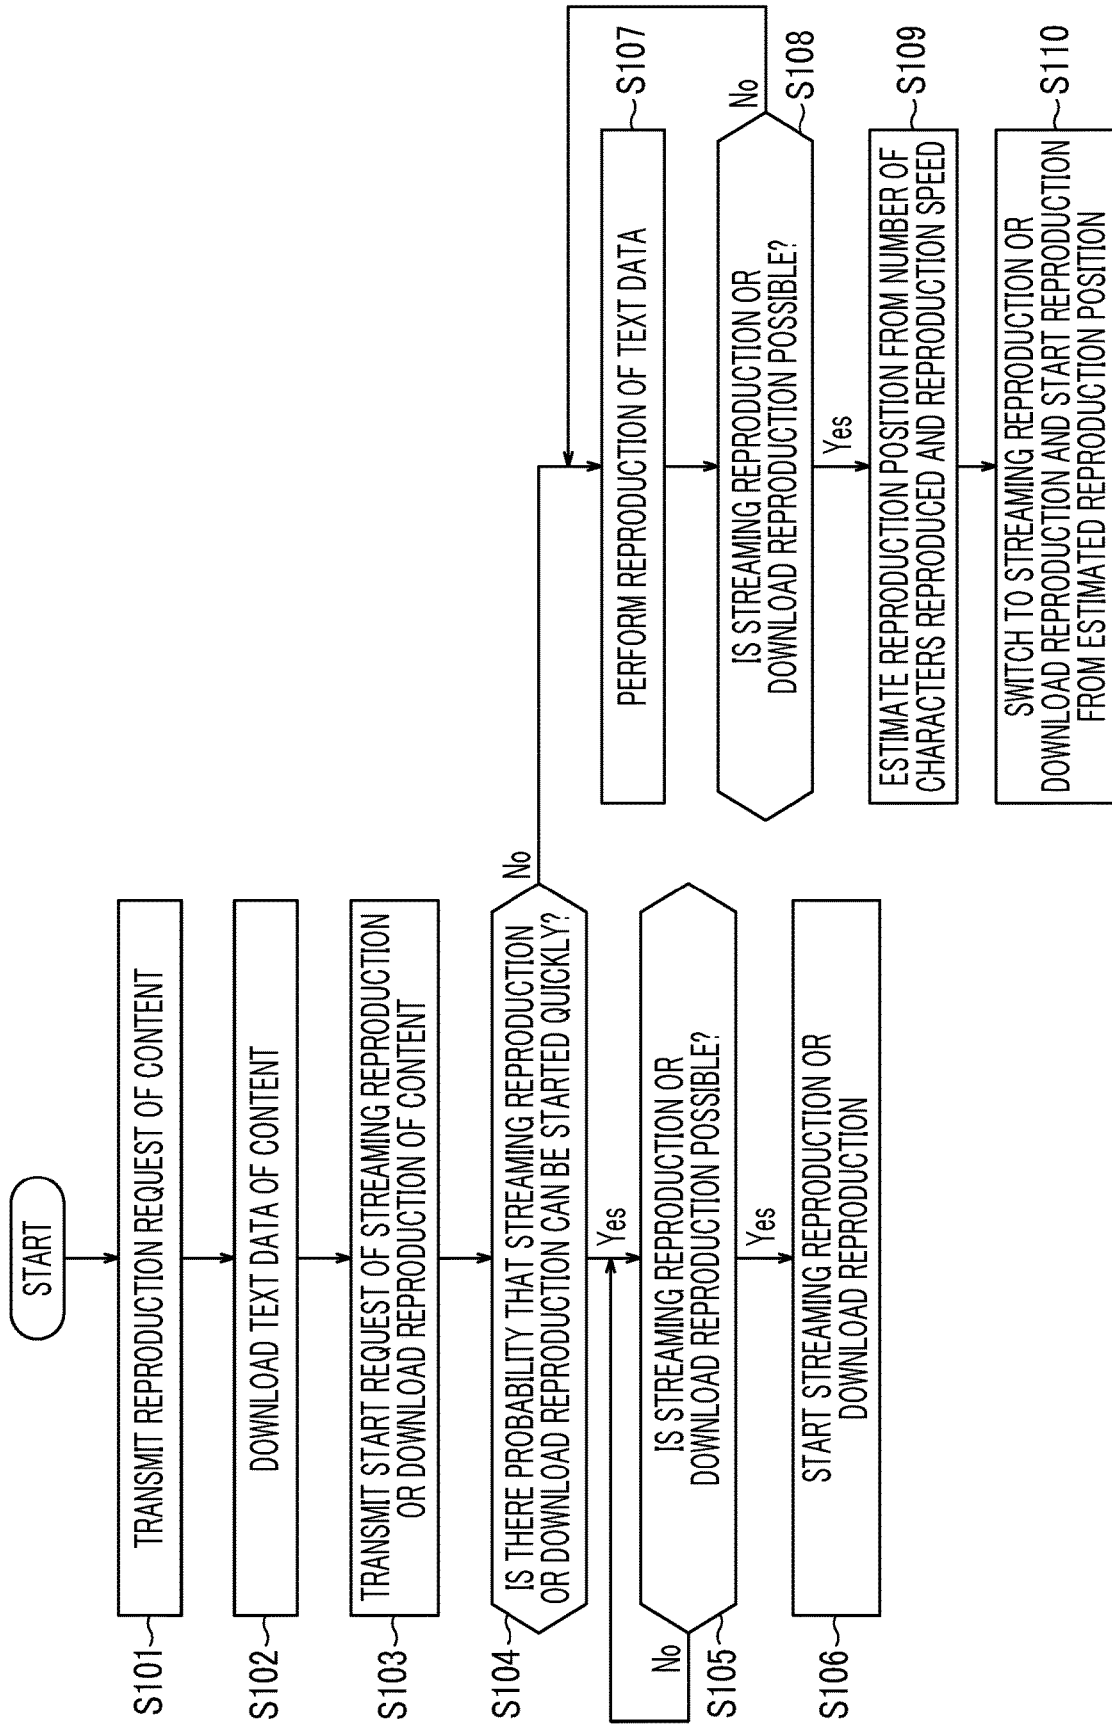 START
S101
TRANSMIT REPRODUCTION REQUEST OF CONTENT
S102
DOWNLOAD TEXT DATA OF CONTENT
S103
TRANSMIT START REQUEST OF STREAMING REPRODUCTION
OR DOWNLOAD REPRODUCTION OF CONTENT
S104
IS THERE PROBABILITY THAT STREAMING REPRODUCTION
OR DOWNLOAD REPRODUCTION CAN BE STARTED QUICKLY?
No
Yes
S105
IS STREAMING REPRODUCTION OR
DOWNLOAD REPRODUCTION POSSIBLE?
No
Yes
S106
START STREAMING REPRODUCTION OR
DOWNLOAD REPRODUCTION
S107
PERFORM REPRODUCTION OF TEXT DATA
S108
IS STREAMING REPRODUCTION OR
DOWNLOAD REPRODUCTION POSSIBLE?
No
Yes
S109
ESTIMATE REPRODUCTION POSITION FROM NUMBER OF
CHARACTERS REPRODUCED AND REPRODUCTION SPEED
S110
SWITCH TO STREAMING REPRODUCTION OR
DOWNLOAD REPRODUCTION AND START REPRODUCTION
FROM ESTIMATED REPRODUCTION POSITION